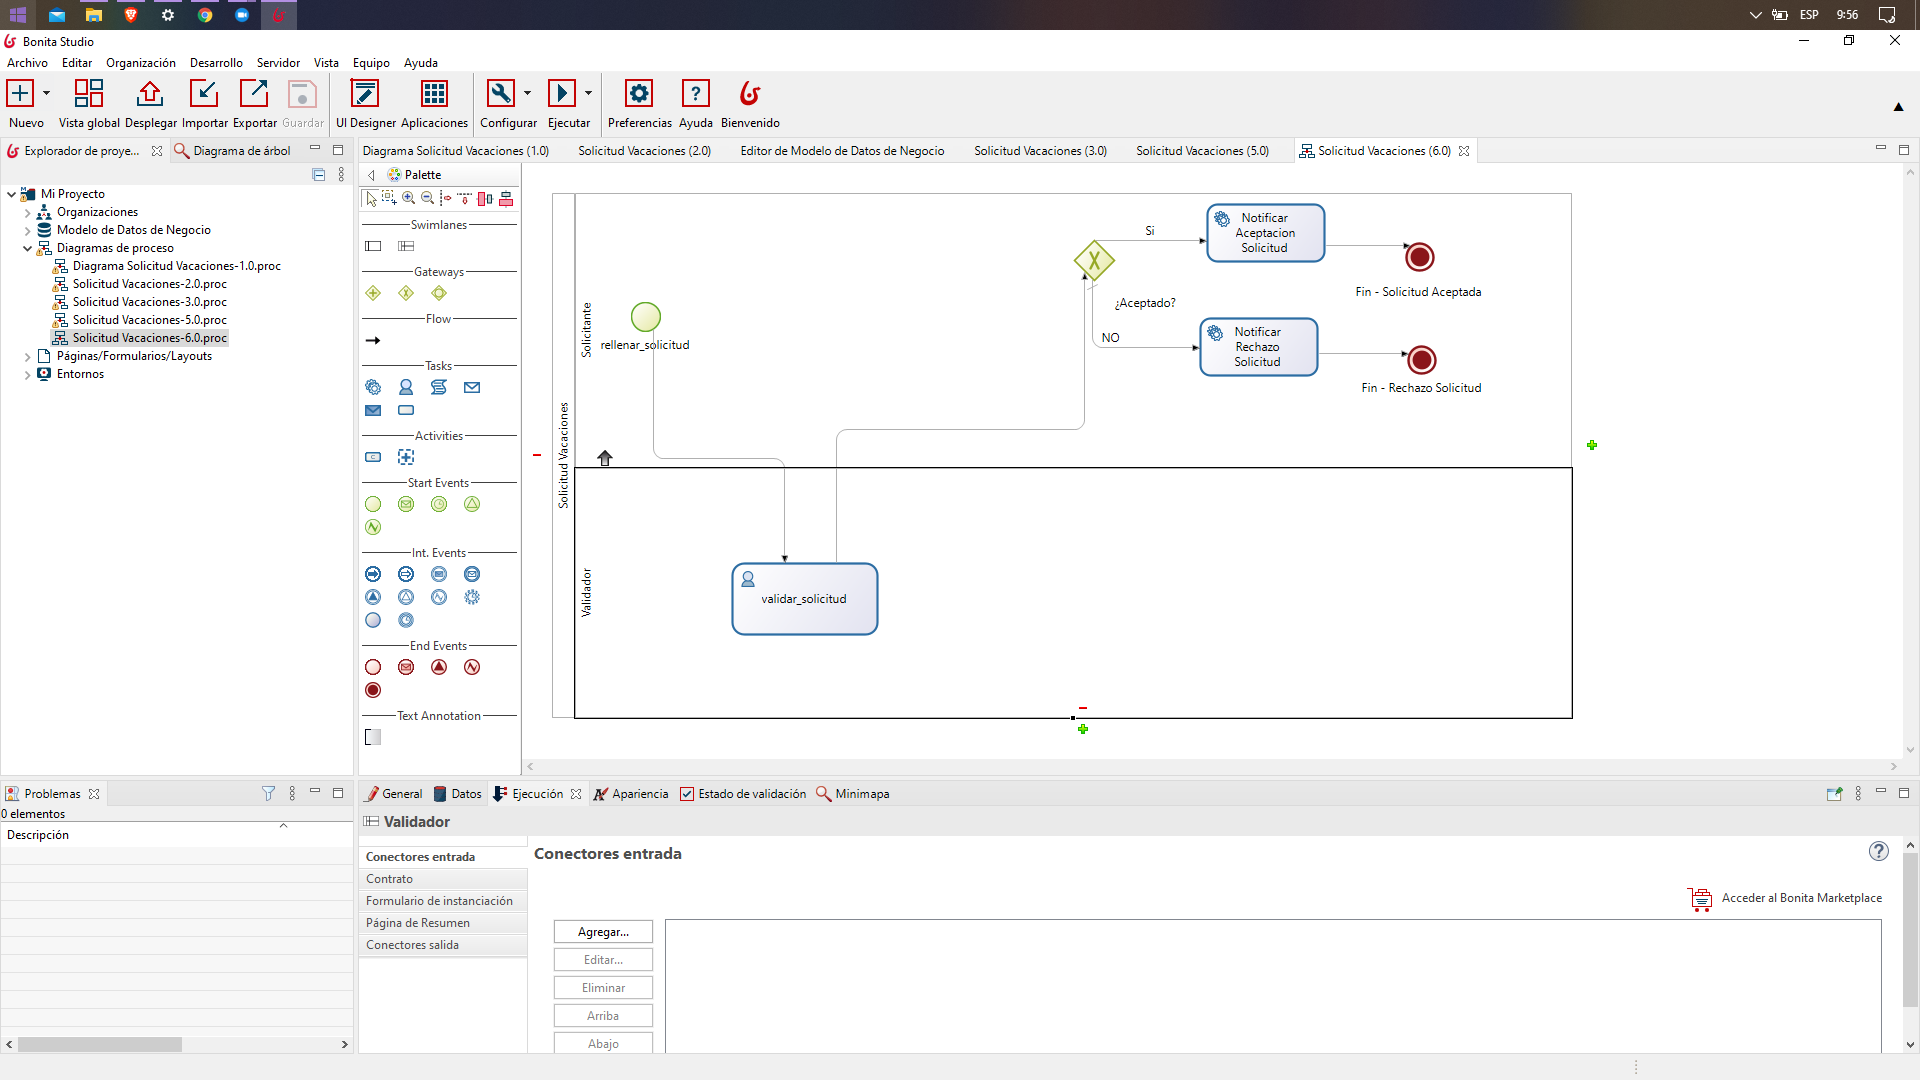 ESP
9:56
Bonita Studio
Archivo Editar Organización Desarrollo Servidor Vista Equipo Ayuda
Nuevo Vista global Desplegar Importar Exportar Guardar UI Designer Aplicaciones Configurar Ejecutar Preferencias Ayuda Bienvenido
Explorador de proye... Diagrama de árbol
Mi Proyecto
Organizaciones
Modelo de Datos de Negocio
Diagramas de proceso
Diagrama Solicitud Vacaciones-1.0.proc
Solicitud Vacaciones-2.0.proc
Solicitud Vacaciones-3.0.proc
Solicitud Vacaciones-5.0.proc
Solicitud Vacaciones-6.0.proc
Páginas/Formularios/Layouts
Entornos
Diagrama Solicitud Vacaciones (1.0) Solicitud Vacaciones (2.0) Editor de Modelo de Datos de Negocio Solicitud Vacaciones (3.0) Solicitud Vacaciones (5.0) Solicitud Vacaciones (6.0)
Palette
Swimlanes
Gateways
Flow
Tasks
Activities
Start Events
Int. Events
End Events
Text Annotation
Solicitud Vacaciones
Solicitante
rellenar_solicitud
Si
Notificar
Aceptacion
Solicitud
Fin - Solicitud Aceptada
¿Aceptado?
NO
Notificar
Rechazo
Solicitud
Fin - Rechazo Solicitud
Validador
validar_solicitud
Problemas
0 elementos
Descripción
General Datos Ejecución Apariencia Estado de validación Minimapa
Validador
Conectores entrada
Contrato
Formulario de instanciación
Página de Resumen
Conectores salida
Conectores entrada
Acceder al Bonita Marketplace
Agregar...
Editar...
Eliminar
Arriba
Abajo